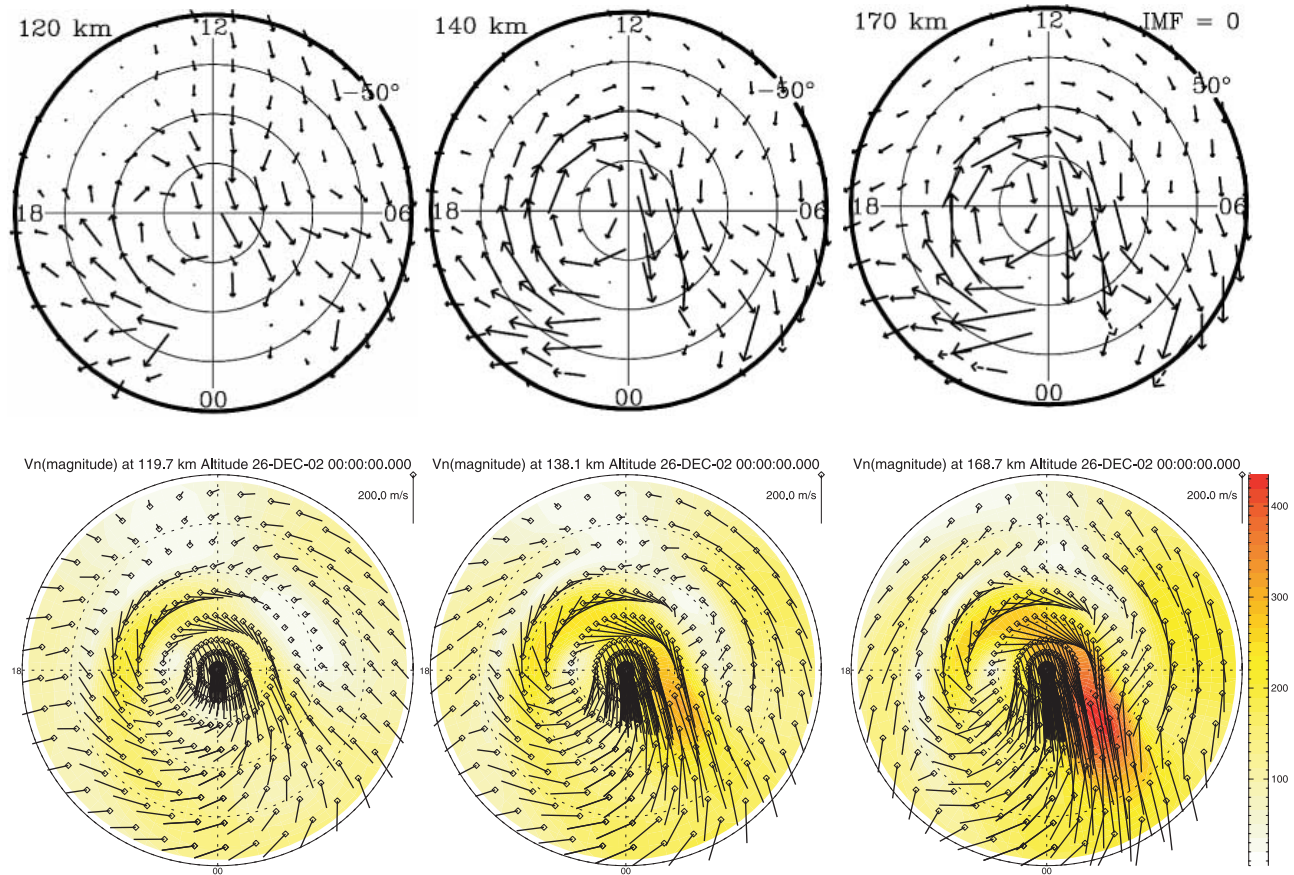 120 km
12
-50°
18
06
00
140 km
12
-50°
18
06
00
170 km
12
IMF = 0
50°
18
06
00
Vn(magnitude) at 119.7 km Altitude 26-DEC-02 00:00:00.000
200.0 m/s
18
00
Vn(magnitude) at 138.1 km Altitude 26-DEC-02 00:00:00.000
200.0 m/s
18
00
Vn(magnitude) at 168.7 km Altitude 26-DEC-02 00:00:00.000
200.0 m/s
18
00
400
300
200
100